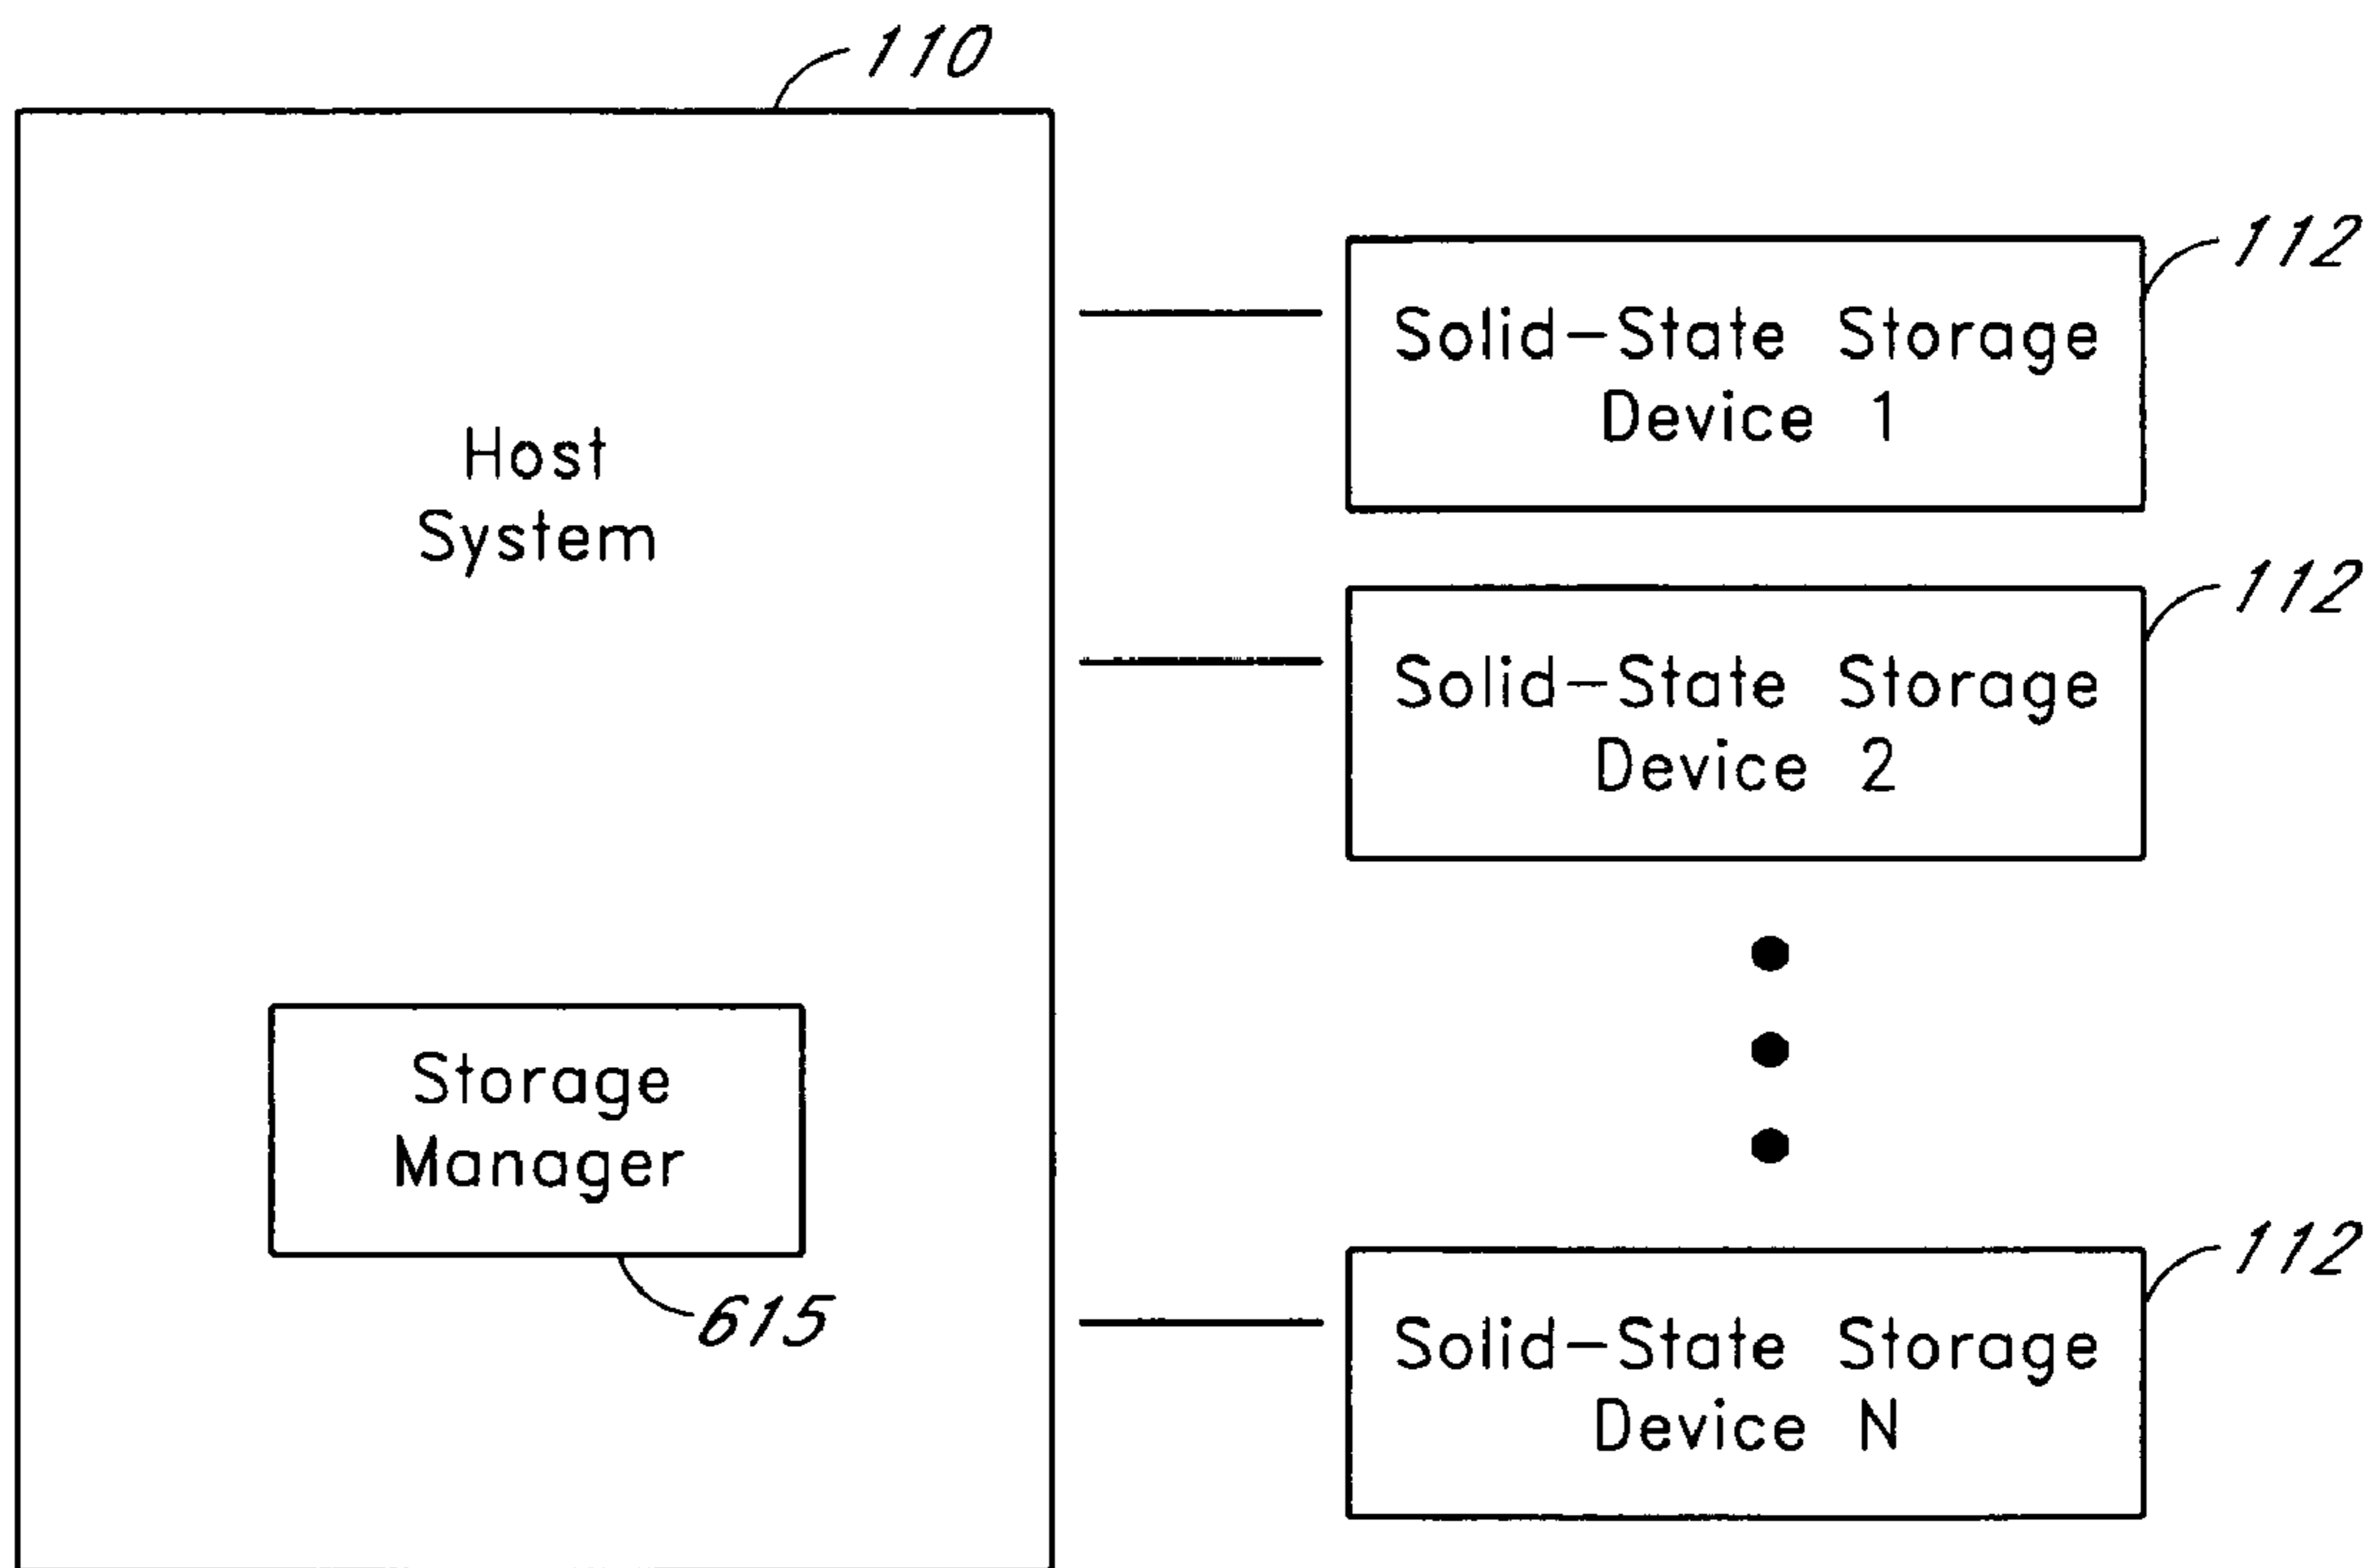 110
Host
System
Storage
Manager
615
112
Solid-State Storage
Device 1
112
Solid-State Storage
Device 2
112
Solid-State Storage
Device N